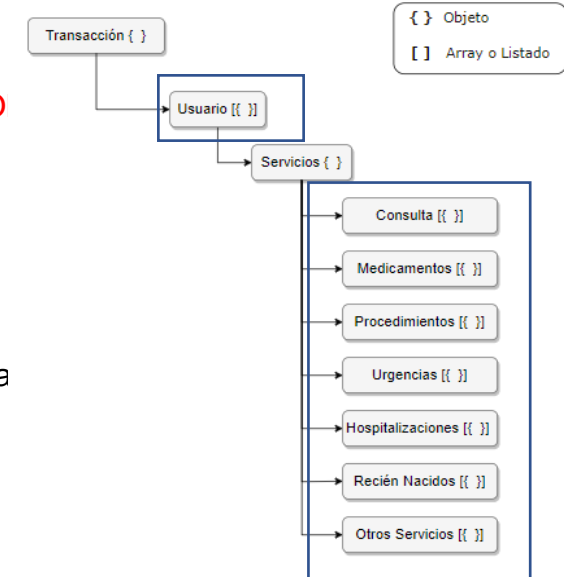 Transacción { }
{ } Objeto
[ ] Array o Listado
Usuario [{ }]
Servicios { }
Consulta [{ }]
Medicamentos [{ }]
Procedimientos [{ }]
Urgencias [{ }]
Hospitalizaciones [{ }]
Recién Nacidos [{ }]
Otros Servicios [{ }]